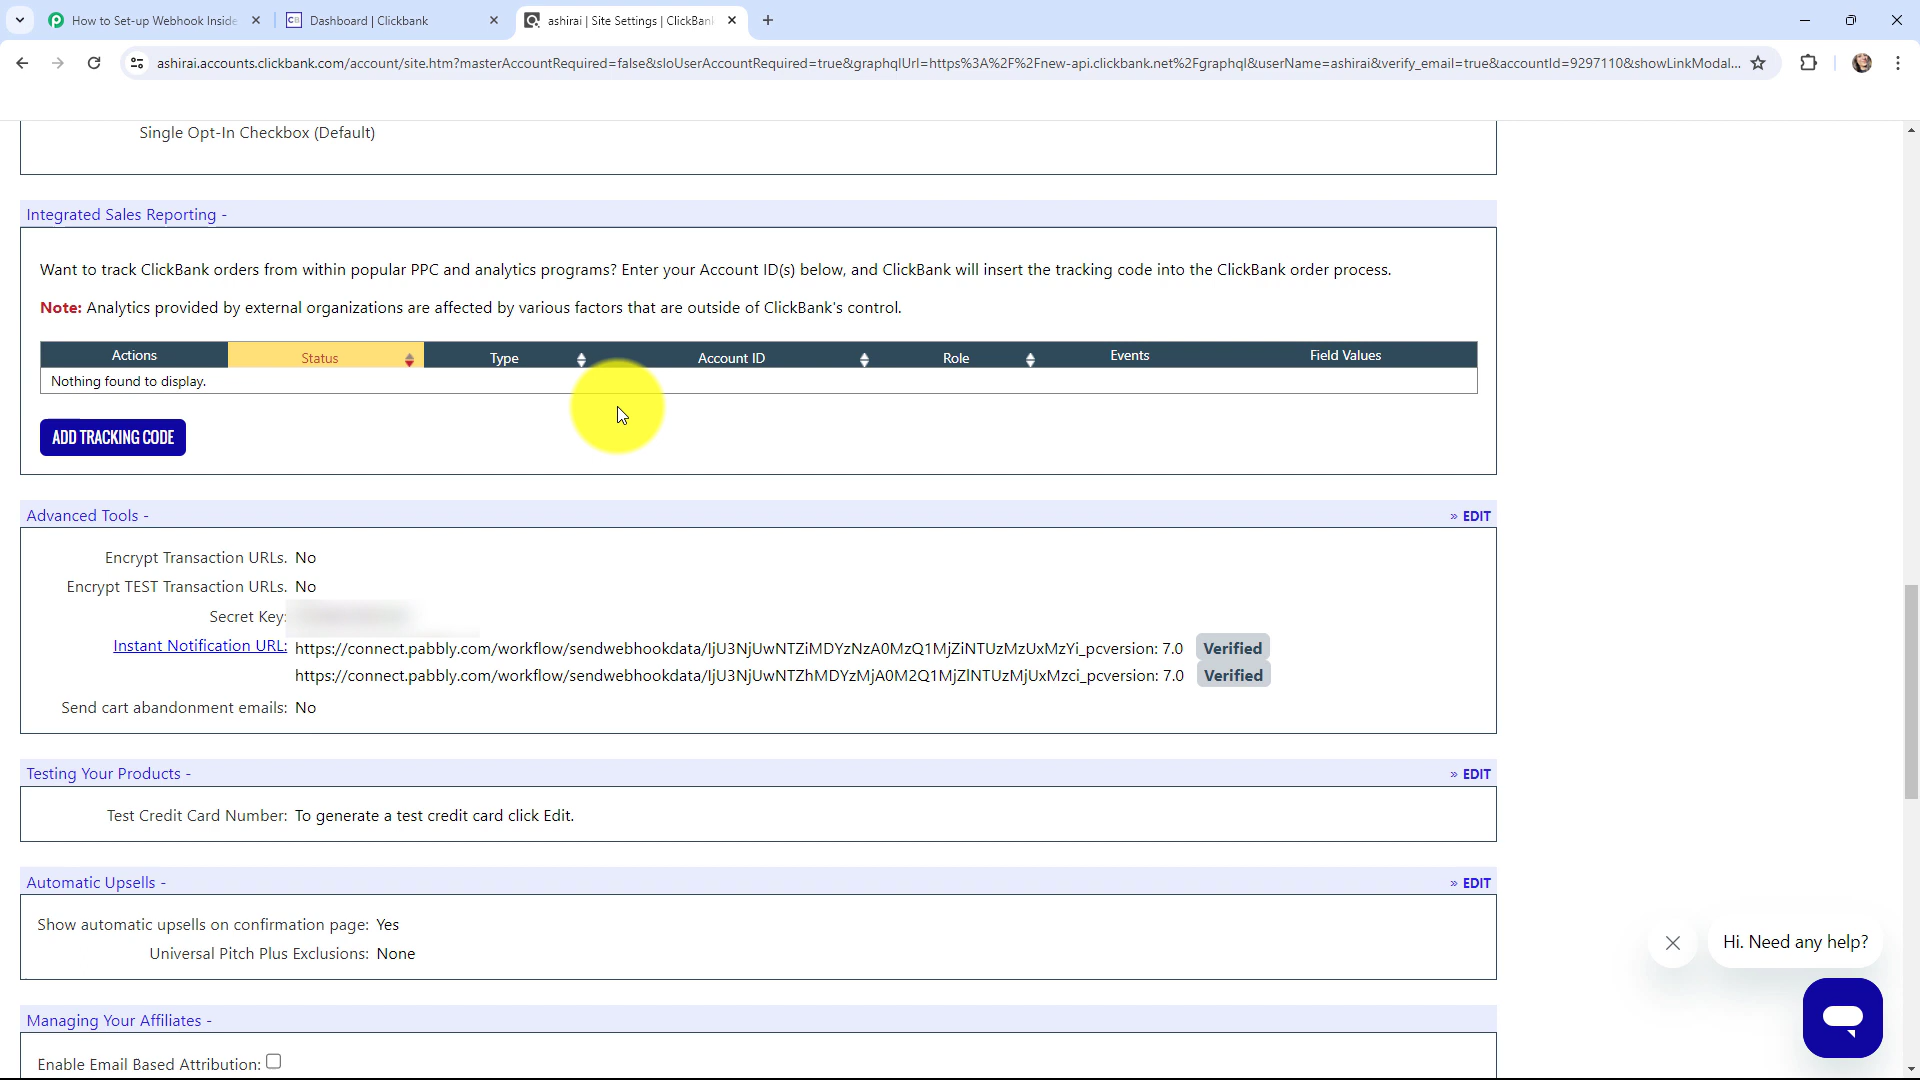 How to Set-up Webhook Inside
Dashboard | Clickbank
ashirai | Site Settings | ClickBank
ashirai.accounts.clickbank.com/account/site.htm?masterAccountRequired=false&sloUserAccountRequired=true&graphqlUrl=https%3A%2F%2Fnew-api.clickbank.net%2Fgraphql&userName=ashirai&verify_email=true&accountId=9297110&showLinkModal...
Single Opt-In Checkbox (Default)
Integrated Sales Reporting -
Want to track ClickBank orders from within popular PPC and analytics programs? Enter your Account ID(s) below, and ClickBank will insert the tracking code into the ClickBank order process.
Note: Analytics provided by external organizations are affected by various factors that are outside of ClickBank's control.
Actions Status Type Account ID Role Events Field Values
Nothing found to display.
ADD TRACKING CODE
Advanced Tools - » EDIT
Encrypt Transaction URLs. No
Encrypt TEST Transaction URLs. No
Secret Key:
Instant Notification URL: https://connect.pabbly.com/workflow/sendwebhookdata/IjU3NjUwNTZiMDYzNzA0MzQ1MjZiNTUzMzUxMzYi_pcversion: 7.0 Verified
https://connect.pabbly.com/workflow/sendwebhookdata/IjU3NjUwNTZhMDYzMjA0M2Q1MjZlNTUzMjUxMzci_pcversion: 7.0 Verified
Send cart abandonment emails: No
Testing Your Products - » EDIT
Test Credit Card Number: To generate a test credit card click Edit.
Automatic Upsells - » EDIT
Show automatic upsells on confirmation page: Yes
Universal Pitch Plus Exclusions: None
Hi. Need any help?
Managing Your Affiliates -
Enable Email Based Attribution: